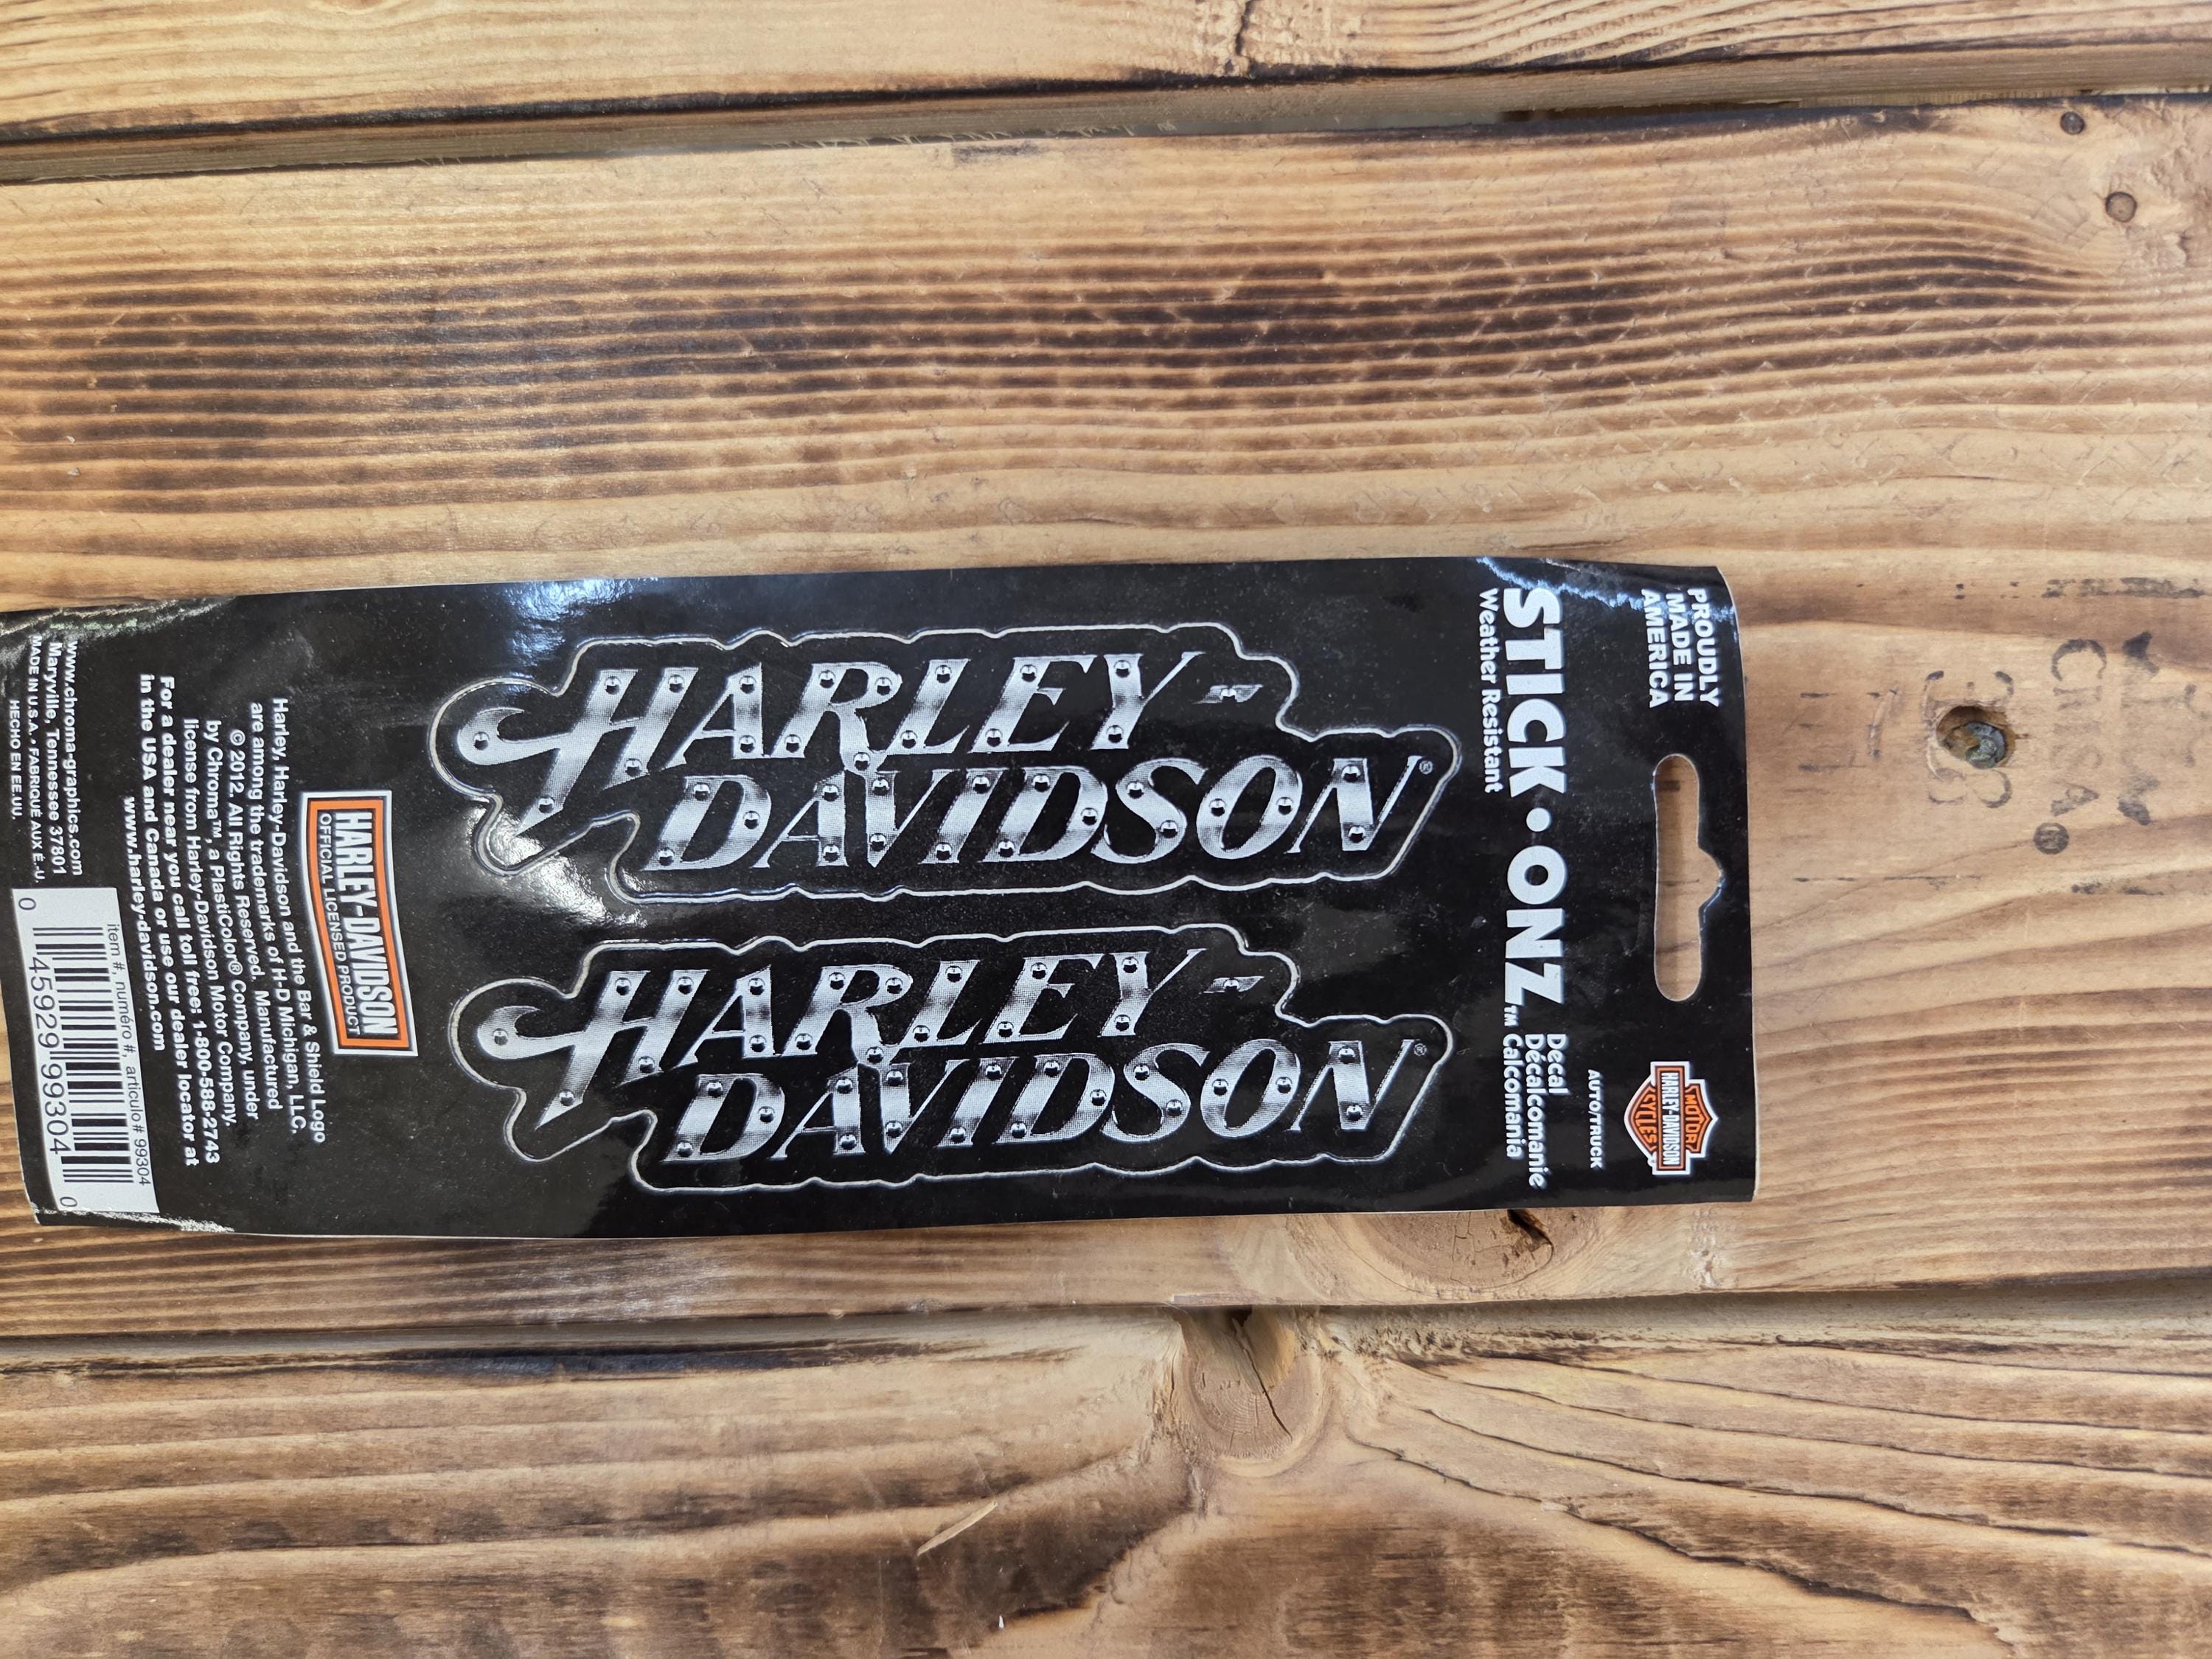 PROUDLY
MADE IN
AMERICA
MOTOR
HARLEY-DAVIDSON
CYCLES
AUTO/TRUCK
STICK•ONZ™
Weather Resistant
Decal
Décalcomanie
Calcomania
HARLEY-
DAVIDSON®
HARLEY-
DAVIDSON®
HARLEY-DAVIDSON
OFFICIAL LICENSED PRODUCT
Harley, Harley-Davidson and the Bar & Shield Logo
are among the trademarks of H-D Michigan, LLC.
©2012, All Rights Reserved. Manufactured
by Chroma™, a PlastiColor® Company, under
license from Harley-Davidson Motor Company.
For a dealer near you call toll free: 1-800-588-2743
in the USA and Canada or use our dealer locator at
www.harley-davidson.com
www.chroma-graphics.com
Maryville, Tennessee 37801
MADE IN U.S.A. • FABRIQUÉ AUX É.-U.
HECHO EN EE.UU.
item #, numéro #, artículo # 99304
0 45929 99304 0